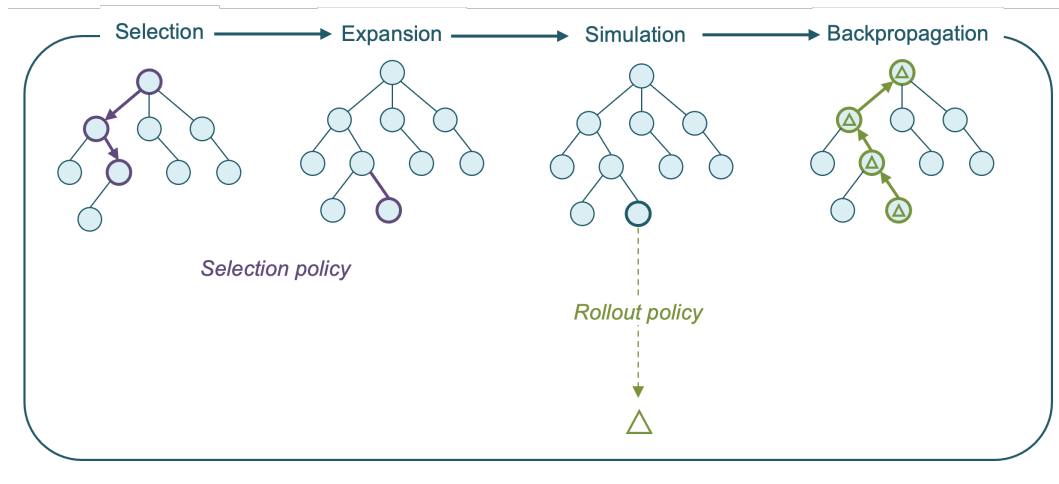 Selection
Expansion
Simulation
Backpropagation
Selection policy
Rollout policy